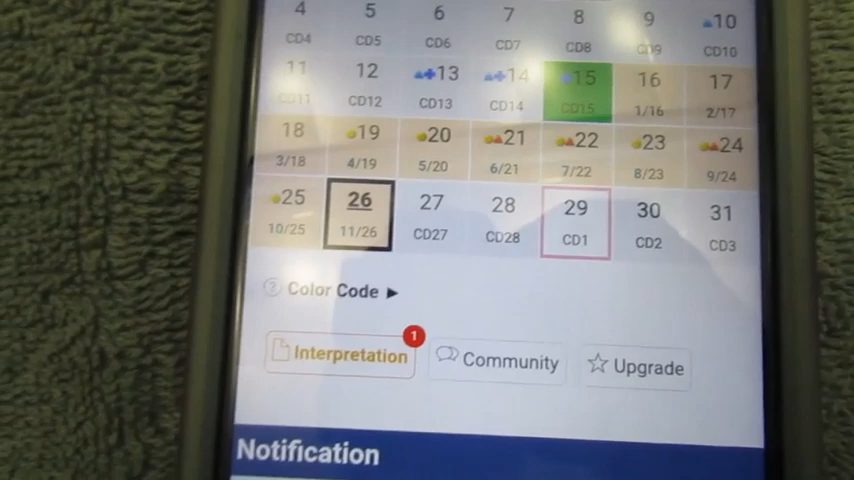 4 5 6 7 8 9 10
CD4 CD5 CD6 CD7 CD8 CD9 CD10
11 12 13 14 15 16 17
CD11 CD12 CD13 CD14 CD15 1/16 2/17
18 19 20 21 22 23 24
3/18 4/19 5/20 6/21 7/22 8/23 9/24
25 26 27 28 29 30 31
10/25 11/26 CD27 CD28 CD1 CD2 CD3
? Color Code ▶
1
Interpretation Community Upgrade
Notification